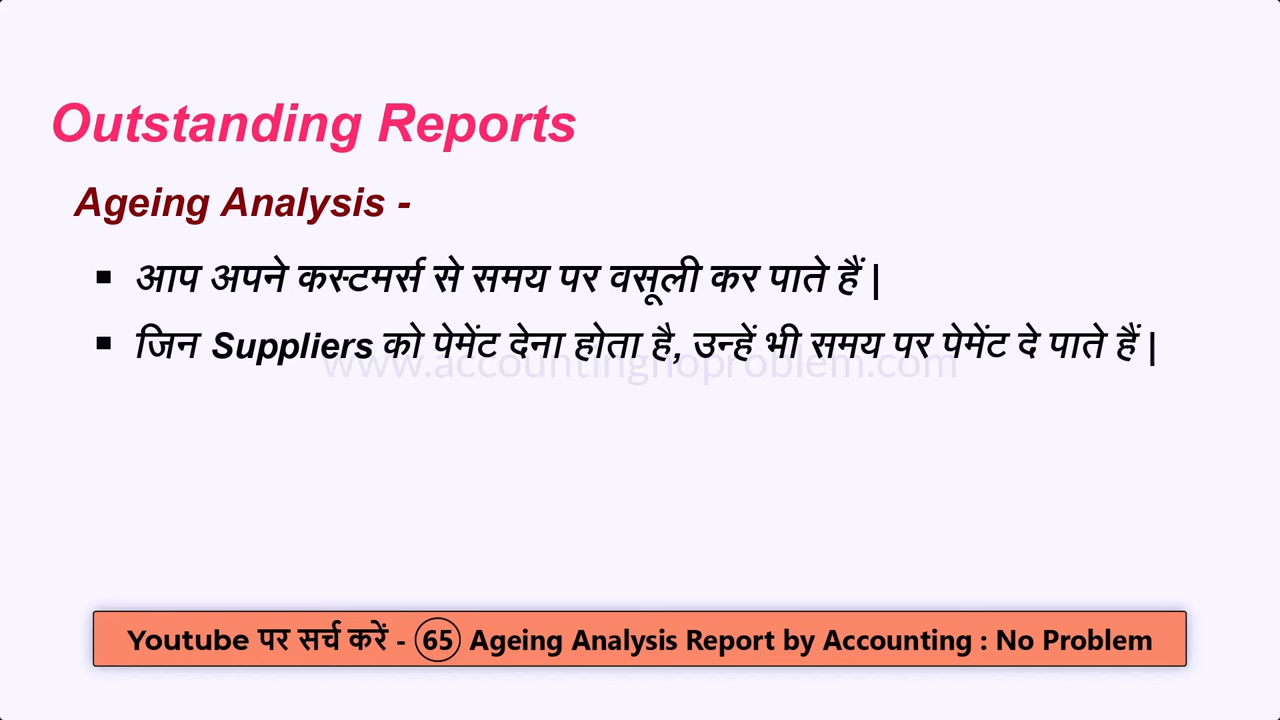 Outstanding Reports
Ageing Analysis -
▪ आप अपने कस्टमर्स से समय पर वसूली कर पाते हैं |
▪ जिन Suppliers को पेमेंट देना होता है, उन्हें भी समय पर पेमेंट दे पाते हैं |
www.accountingnoproblem.com
Youtube पर सर्च करें - 65 Ageing Analysis Report by Accounting : No Problem